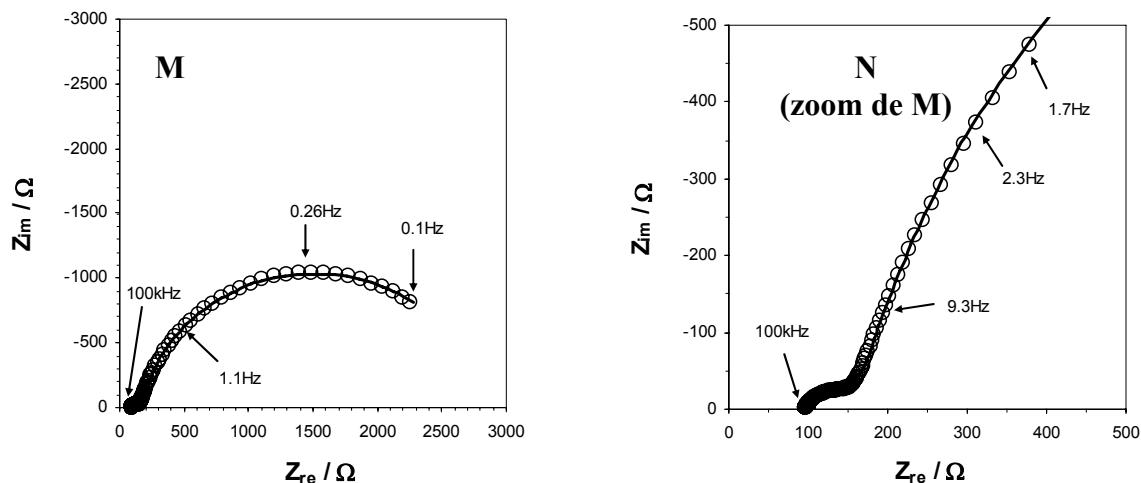 M
-3000
-2500
-2000
-1500
-1000
-500
0
0 500 1000 1500 2000 2500 3000
Zim / Ω
Zre / Ω
0.26Hz
0.1Hz
100kHz
1.1Hz
N
(zoom de M)
-500
-400
-300
-200
-100
0
0 100 200 300 400 500
Zim / Ω
Zre / Ω
1.7Hz
2.3Hz
9.3Hz
100kHz